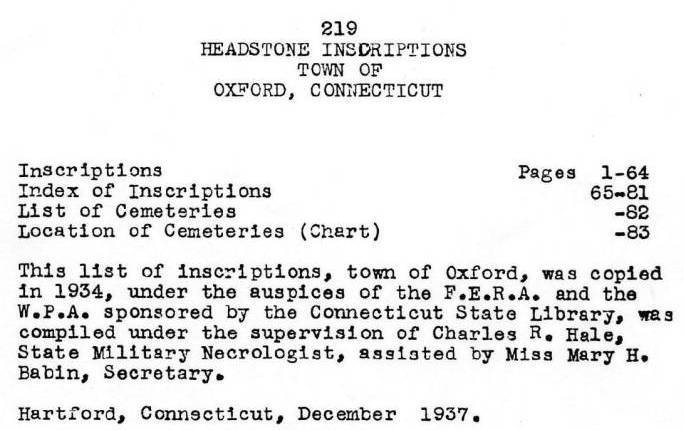 219
HEADSTONE INSCRIPTIONS
TOWN OF
OXFORD, CONNECTICUT
Inscriptions Pages 1-64
Index of Inscriptions 65-81
List of Cemeteries -82
Location of Cemeteries (Chart) -83
This list of inscriptions, town of Oxford, was copied
in 1934, under the auspices of the F.E.R.A. and the
W.P.A. sponsored by the Connecticut State Library, was
compiled under the supervision of Charles R. Hale,
State Military Necrologist, assisted by Miss Mary H.
Babin, Secretary.
Hartford, Connecticut, December 1937.